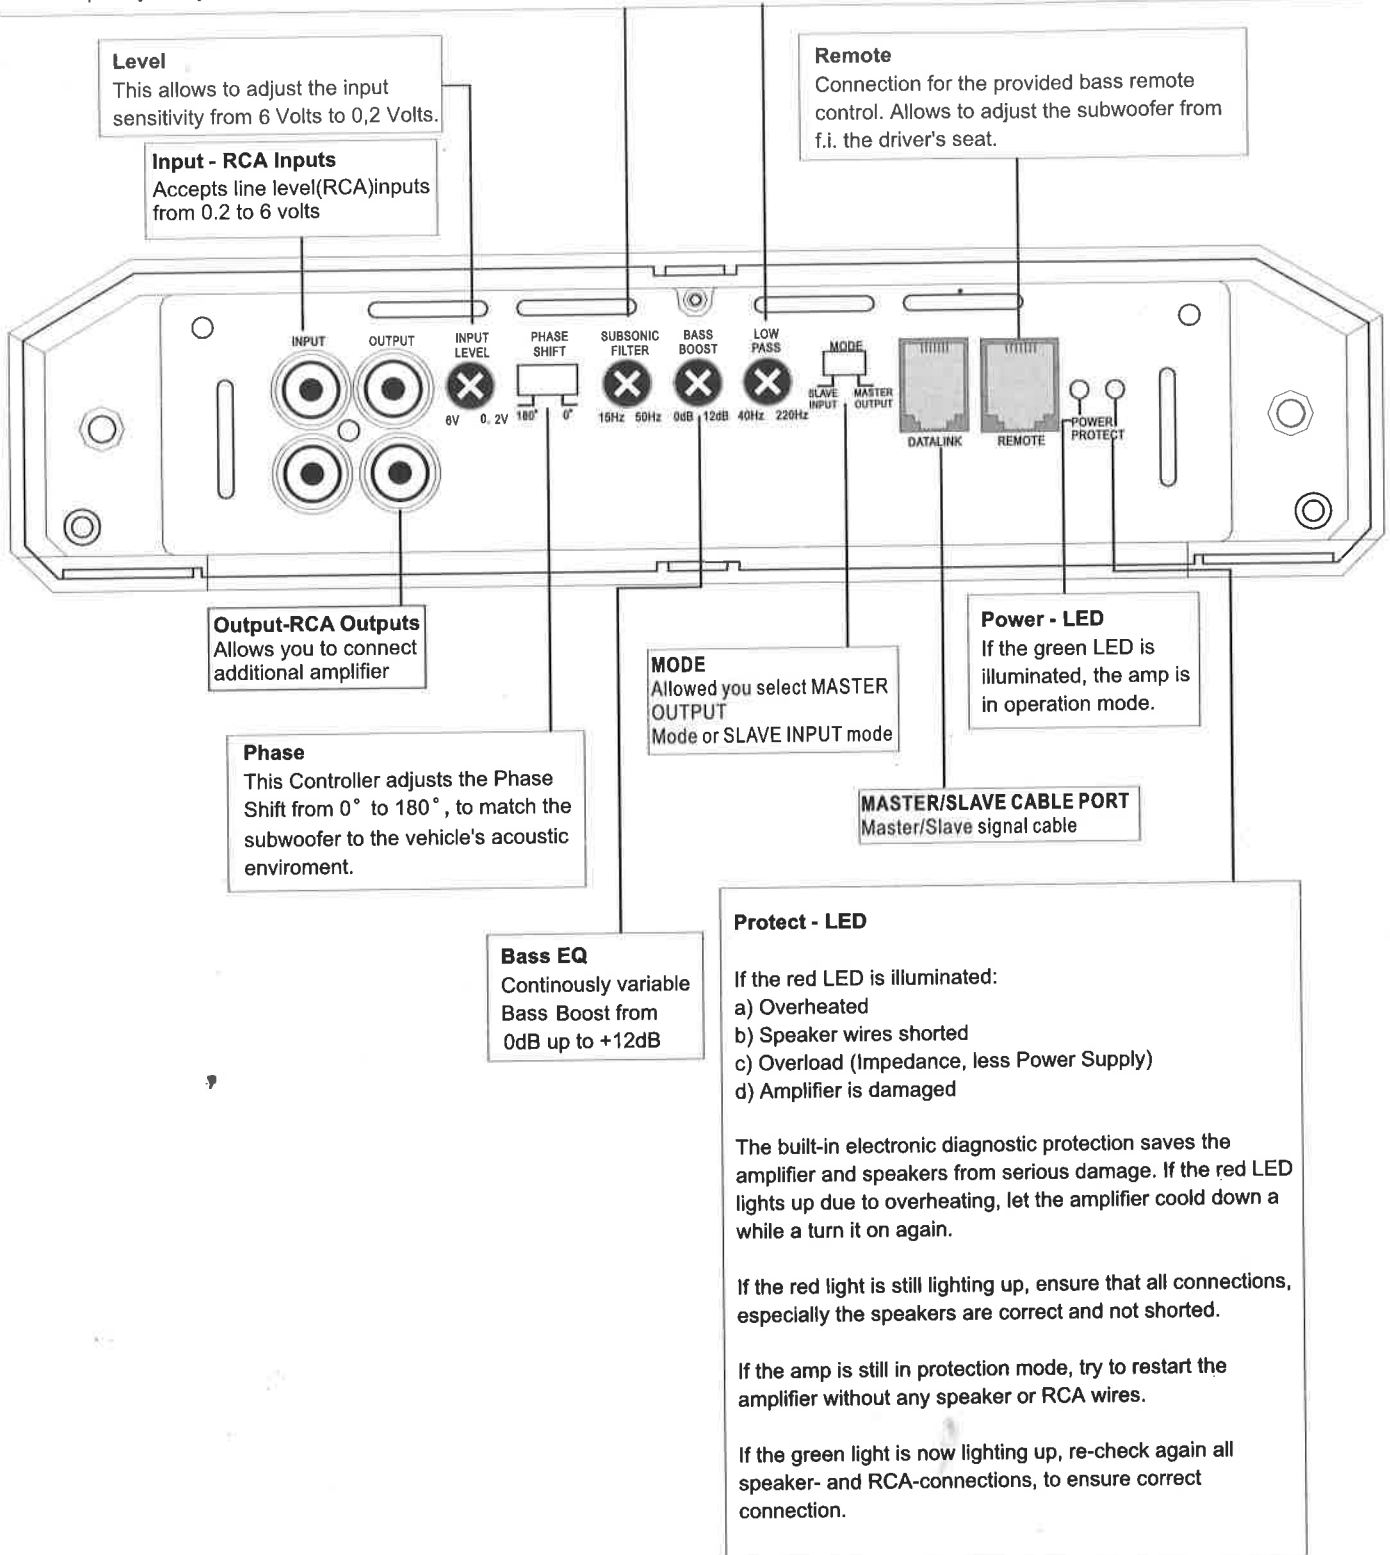 Level
This allows to adjust the input
sensitivity from 6 Volts to 0,2 Volts.
Remote
Connection for the provided bass remote
control. Allows to adjust the subwoofer from
f.i. the driver's seat.
Input - RCA Inputs
Accepts line level(RCA)inputs
from 0.2 to 6 volts
INPUT
OUTPUT
INPUT
LEVEL
6V 0. 2V
PHASE
SHIFT
180° 0°
SUBSONIC
FILTER
15Hz 50Hz
BASS
BOOST
0dB 12dB
LOW
PASS
40Hz 220Hz
MODE
SLAVE
INPUT
MASTER
OUTPUT
DATALINK
REMOTE
POWER
PROTECT
Output-RCA Outputs
Allows you to connect
additional amplifier
MODE
Allowed you select MASTER
OUTPUT
Mode or SLAVE INPUT mode
Power - LED
If the green LED is
illuminated, the amp is
in operation mode.
Phase
This Controller adjusts the Phase
Shift from 0° to 180°, to match the
subwoofer to the vehicle's acoustic
enviroment.
MASTER/SLAVE CABLE PORT
Master/Slave signal cable
Bass EQ
Continously variable
Bass Boost from
0dB up to +12dB
Protect - LED
If the red LED is illuminated:
a) Overheated
b) Speaker wires shorted
c) Overload (Impedance, less Power Supply)
d) Amplifier is damaged
The built-in electronic diagnostic protection saves the
amplifier and speakers from serious damage. If the red LED
lights up due to overheating, let the amplifier coold down a
while a turn it on again.
If the red light is still lighting up, ensure that all connections,
especially the speakers are correct and not shorted.
If the amp is still in protection mode, try to restart the
amplifier without any speaker or RCA wires.
If the green light is now lighting up, re-check again all
speaker- and RCA-connections, to ensure correct
connection.